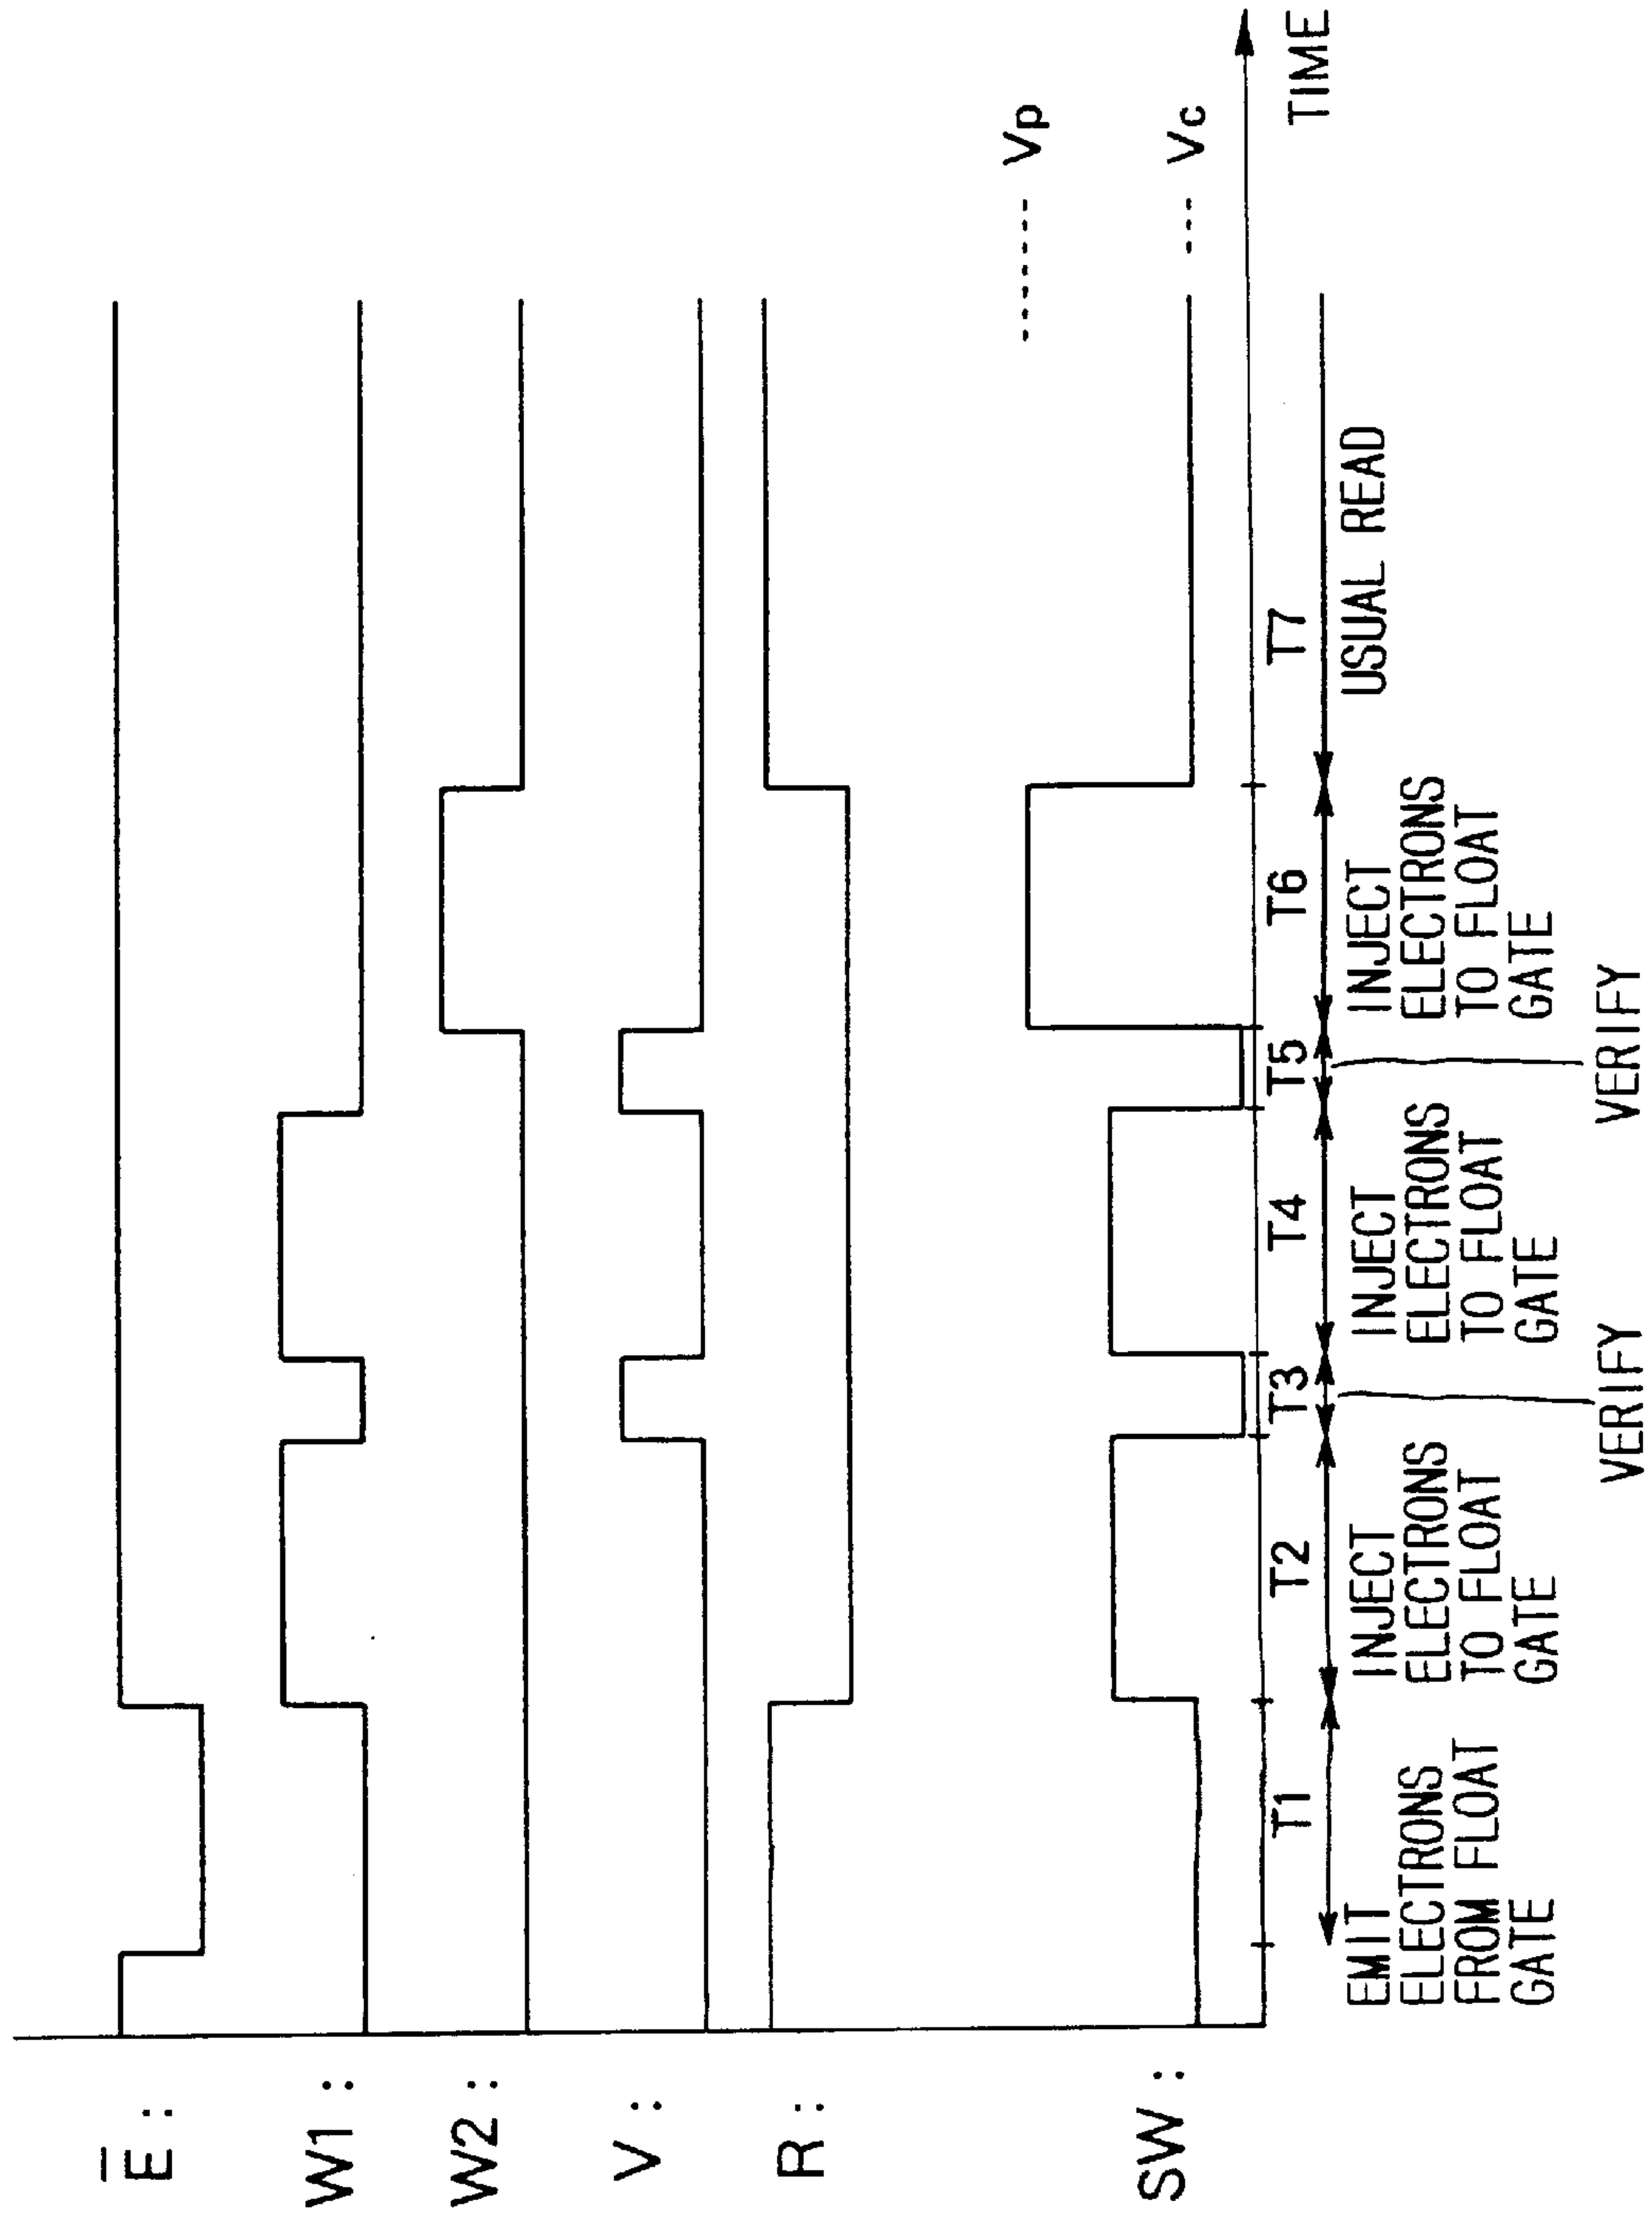 E̅ :
W1 :
W2 :
V :
R :
SW :
Vp
Vc
TIME
T1
T2
T3
T4
T5
T6
T7
EMIT
ELECTRONS
FROM FLOAT
GATE
INJECT
ELECTRONS
TO FLOAT
GATE
VERIFY
INJECT
ELECTRONS
TO FLOAT
GATE
VERIFY
INJECT
ELECTRONS
TO FLOAT
GATE
USUAL READ